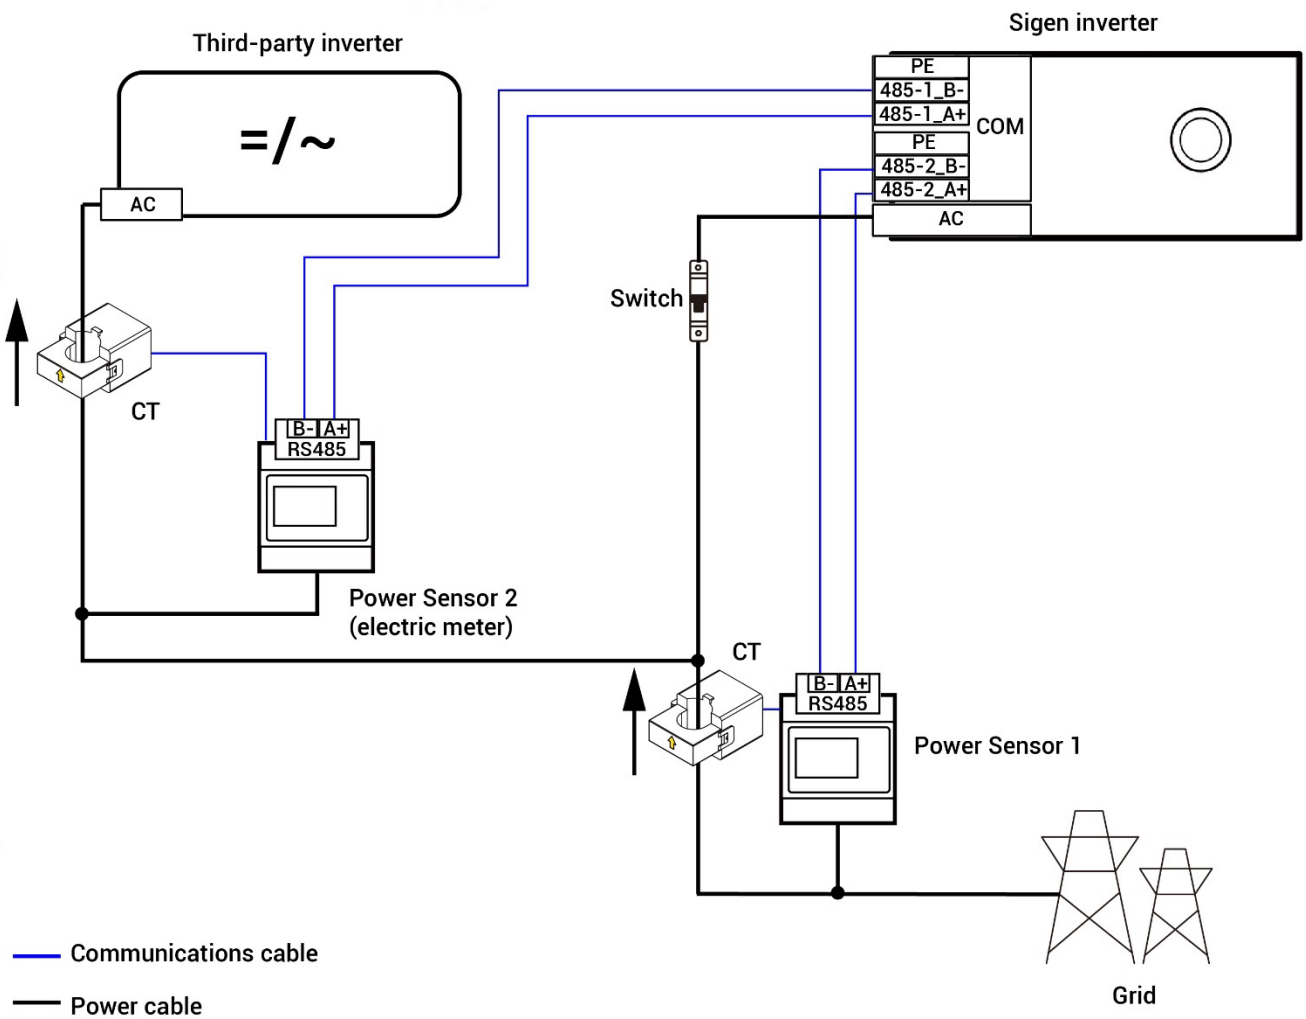 Sigen inverter
Third-party inverter
PE
485-1_B-
485-1_A+
COM
PE
485-2_B-
485-2_A+
AC
=/~
AC
Switch
CT
B- A+
RS485
Power Sensor 2
(electric meter)
CT
B- A+
RS485
Power Sensor 1
Communications cable
Power cable
Grid